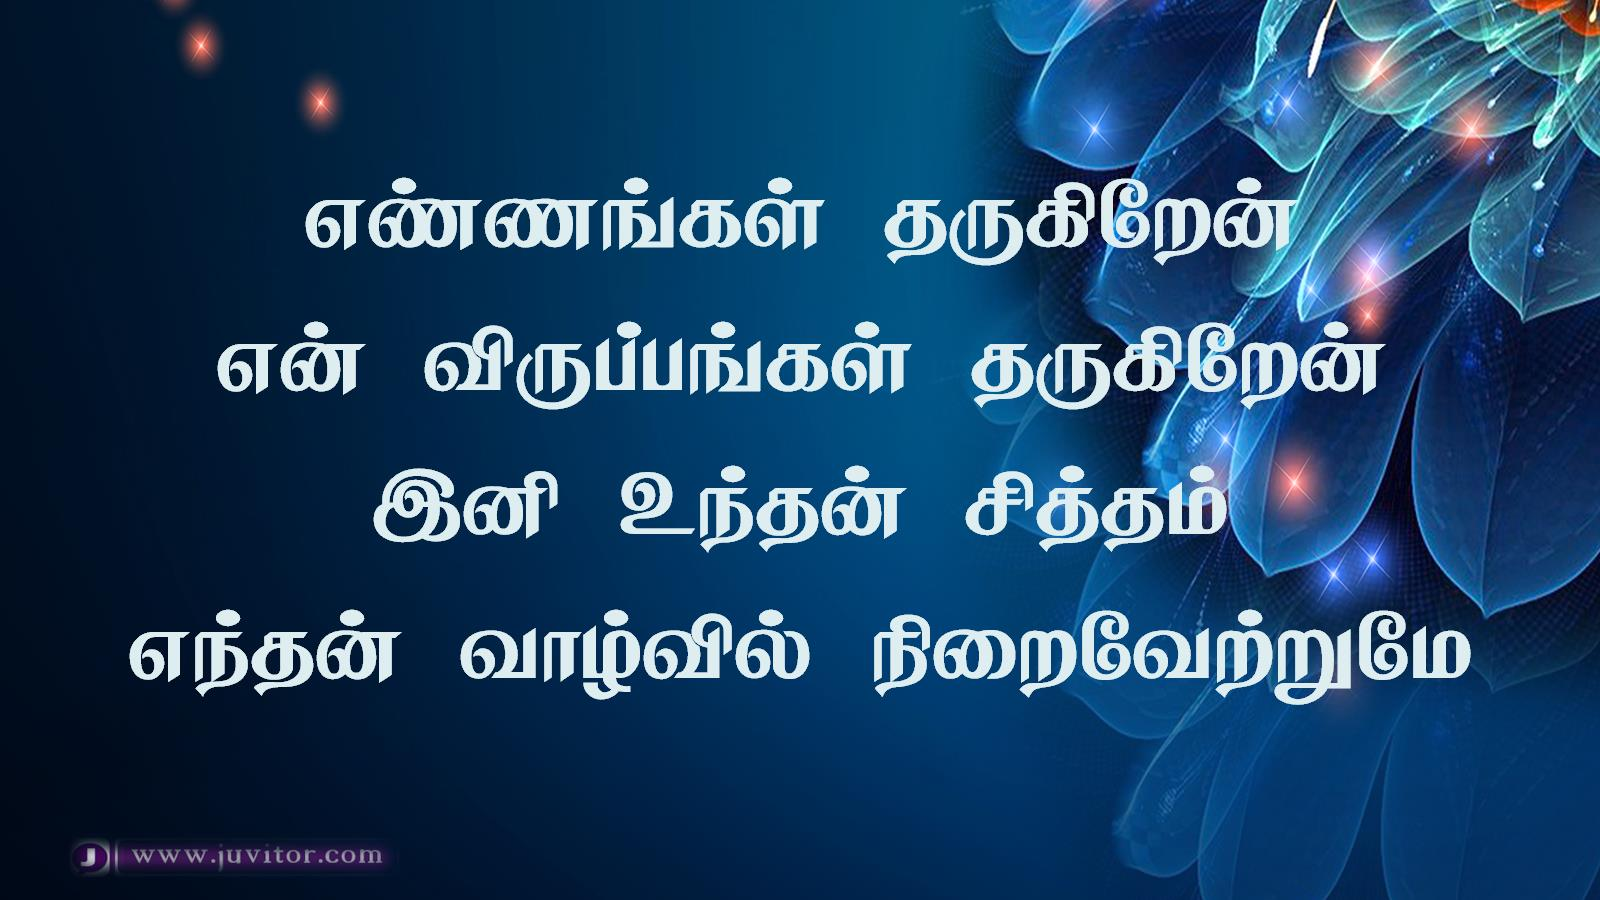 எண்ணங்கள் தருகிறேன்
என் விருப்பங்கள் தருகிறேன்
இனி உந்தன் சித்தம்
எந்தன் வாழ்வில் நிறைவேற்றுமே
J www.juvitor.com